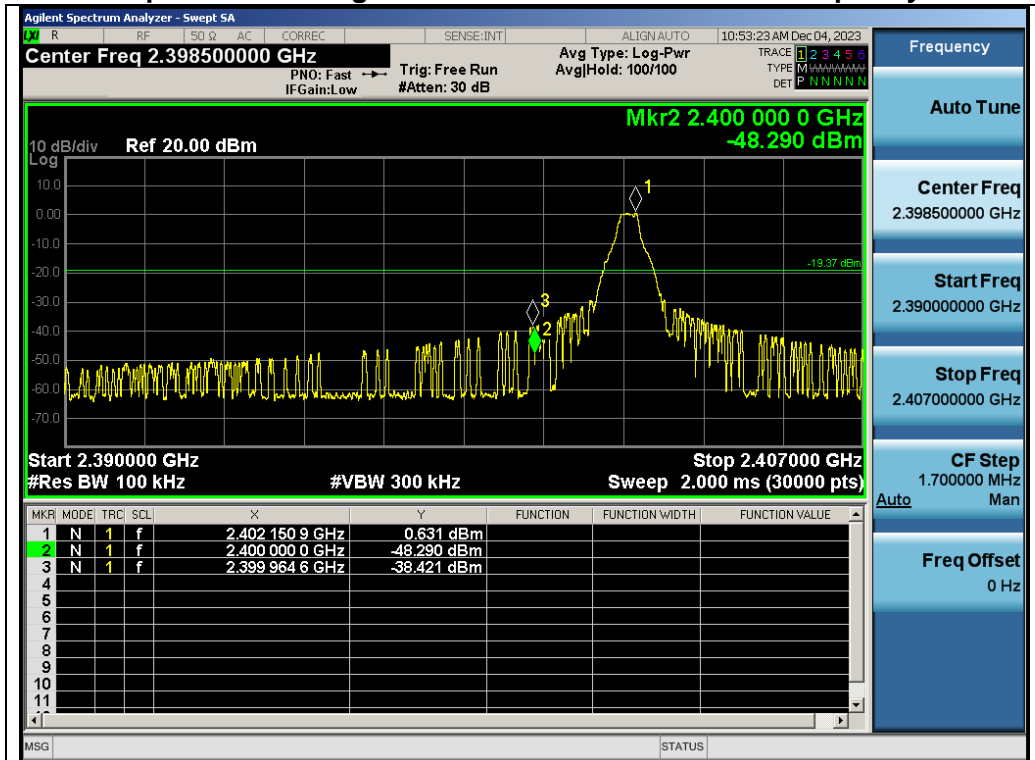 Agilent Spectrum Analyzer - Swept SA
LXI R RF 50 Ω AC CORREC SENSE:INT ALIGN AUTO 10:53:23 AM Dec 04, 2023
Center Freq 2.398500000 GHz
PNO: Fast
IFGain:Low
Trig: Free Run
#Atten: 30 dB
Avg Type: Log-Pwr
Avg|Hold: 100/100
TRACE 1 2 3 4 5 6
TYPE M W W W W W
DET P N N N N N
Mkr2 2.400 000 0 GHz
-48.290 dBm
10 dB/div Ref 20.00 dBm
Log
10.0
0.00
-10.0
-20.0
-30.0
-40.0
-50.0
-60.0
-70.0
1
-19.37 dBm
3
2
Start 2.390000 GHz Stop 2.407000 GHz
#Res BW 100 kHz #VBW 300 kHz Sweep 2.000 ms (30000 pts)
MKR MODE TRC SCL X Y FUNCTION FUNCTION WIDTH FUNCTION VALUE
1 N 1 f 2.402 150 9 GHz 0.631 dBm
2 N 1 f 2.400 000 0 GHz -48.290 dBm
3 N 1 f 2.399 964 6 GHz -38.421 dBm
4
5
6
7
8
9
10
11
MSG STATUS
Frequency
Auto Tune
Center Freq
2.398500000 GHz
Start Freq
2.390000000 GHz
Stop Freq
2.407000000 GHz
CF Step
1.700000 MHz
Auto Man
Freq Offset
0 Hz